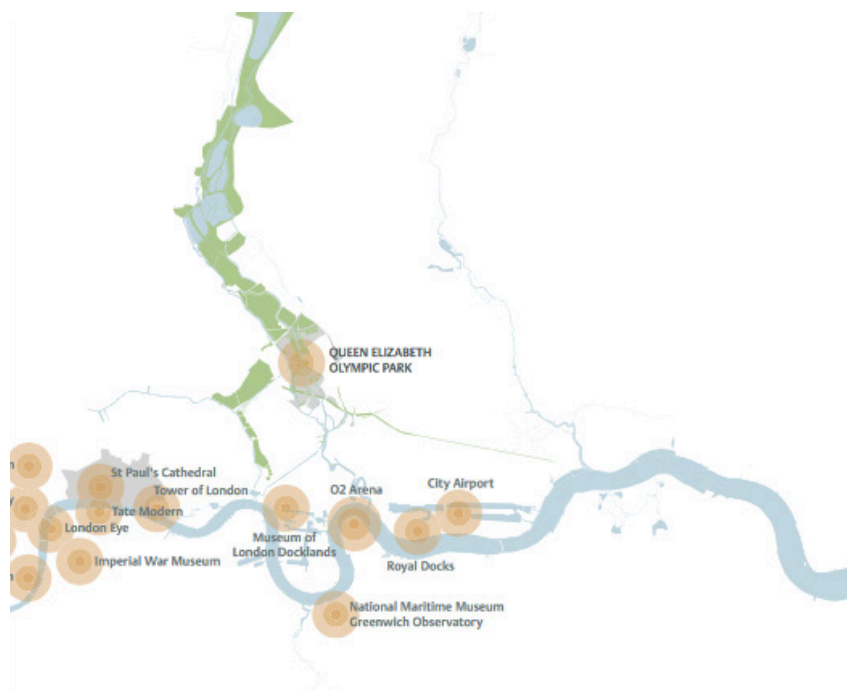 QUEEN ELIZABETH
OLYMPIC PARK
St Paul's Cathedral
Tower of London
O2 Arena
City Airport
Tate Modern
London Eye
Museum of
London Docklands
Imperial War Museum
Royal Docks
National Maritime Museum
Greenwich Observatory